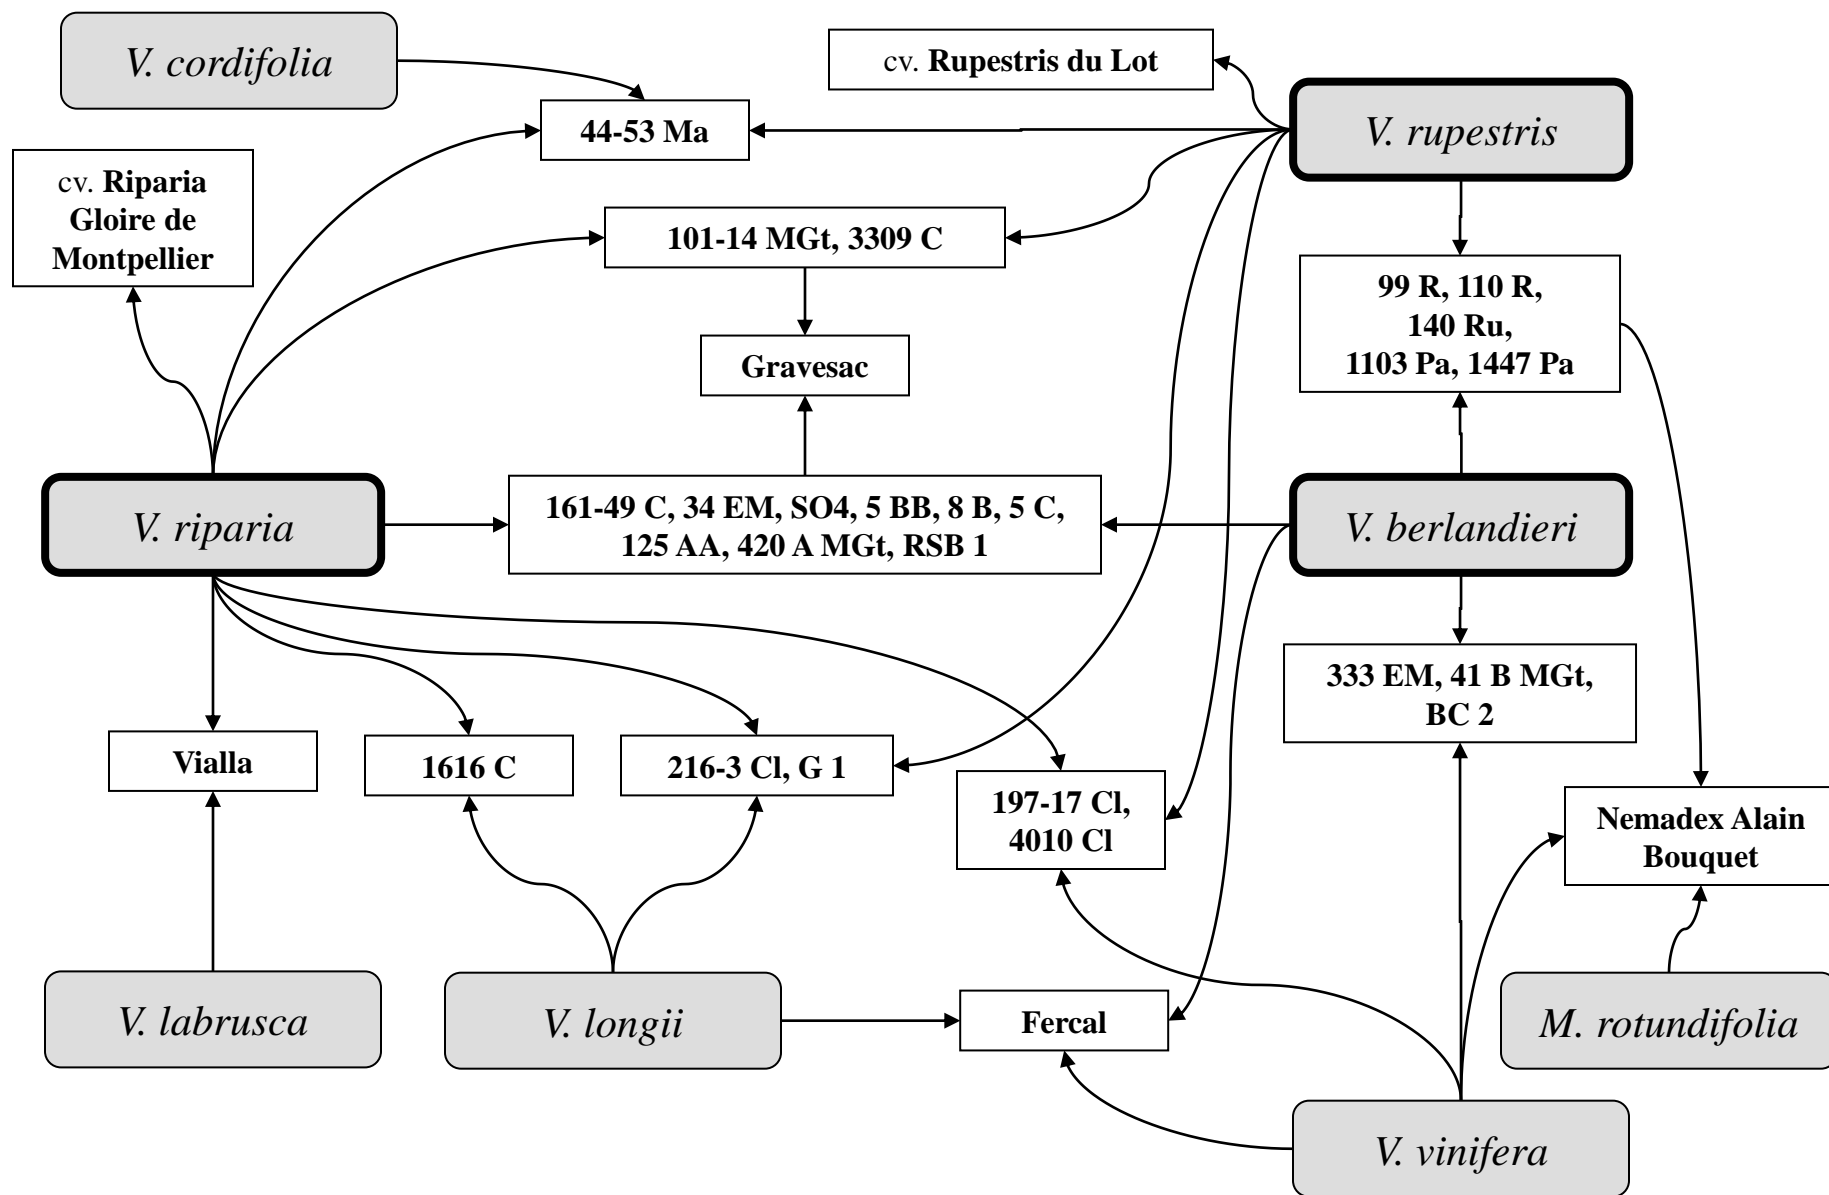 V. cordifolia
cv. Rupestris du Lot
V. rupestris
44-53 Ma
cv. Riparia
Gloire de
Montpellier
101-14 MGt, 3309 C
99 R, 110 R,
140 Ru,
1103 Pa, 1447 Pa
Gravesac
V. riparia
161-49 C, 34 EM, SO4, 5 BB, 8 B, 5 C,
125 AA, 420 A MGt, RSB 1
V. berlandieri
333 EM, 41 B MGt,
BC 2
Vialla
1616 C
216-3 Cl, G 1
197-17 Cl,
4010 Cl
Nemadex Alain
Bouquet
V. labrusca
V. longii
Fercal
M. rotundifolia
V. vinifera